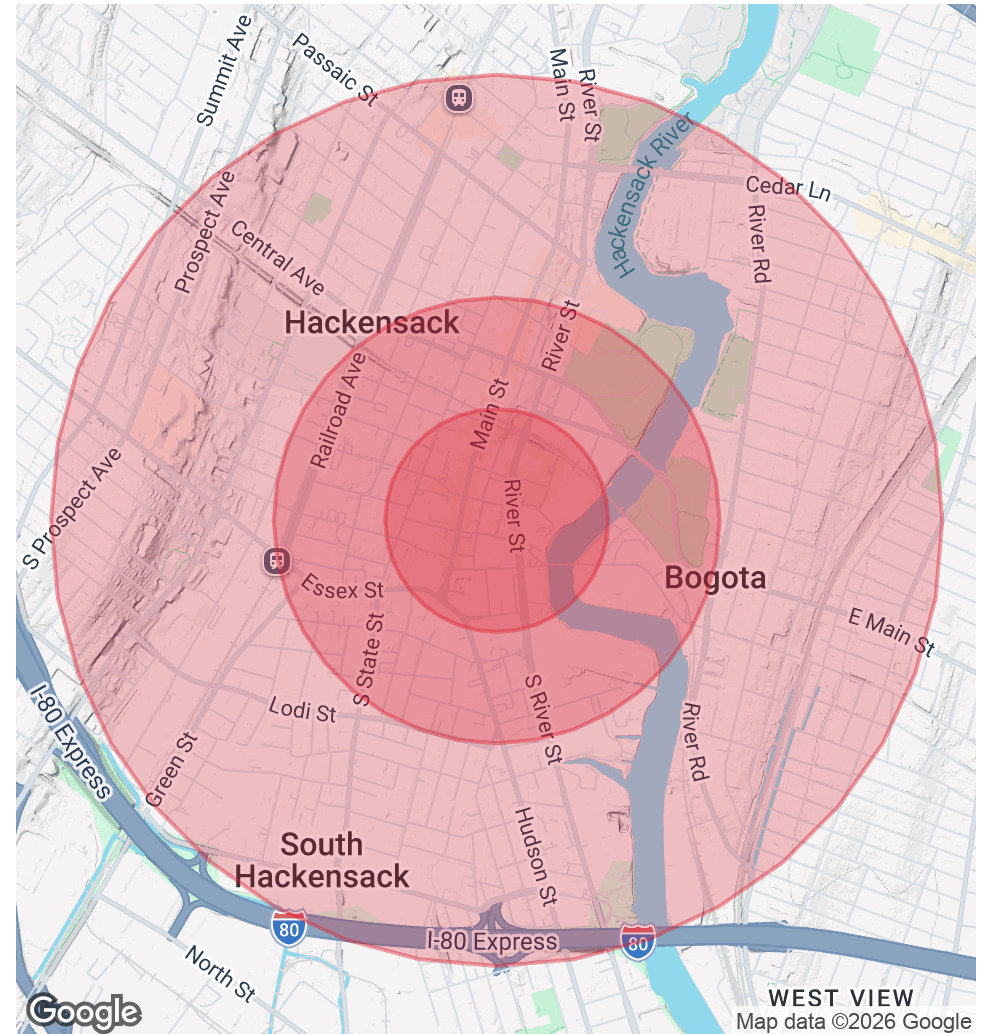 Summit Ave
Passaic St
Main St
River St
Hackensack River
Cedar Ln
Prospect Ave
Central Ave
River Rd
Hackensack
River St
Railroad Ave
Main St
S Prospect Ave
River St
Essex St
Bogota
E Main St
S State St
Lodi St
S River St
River Rd
I-80 Express
Green St
Hudson St
South
Hackensack
80
I-80 Express
80
North St
WEST VIEW
Google
Map data ©2026 Google